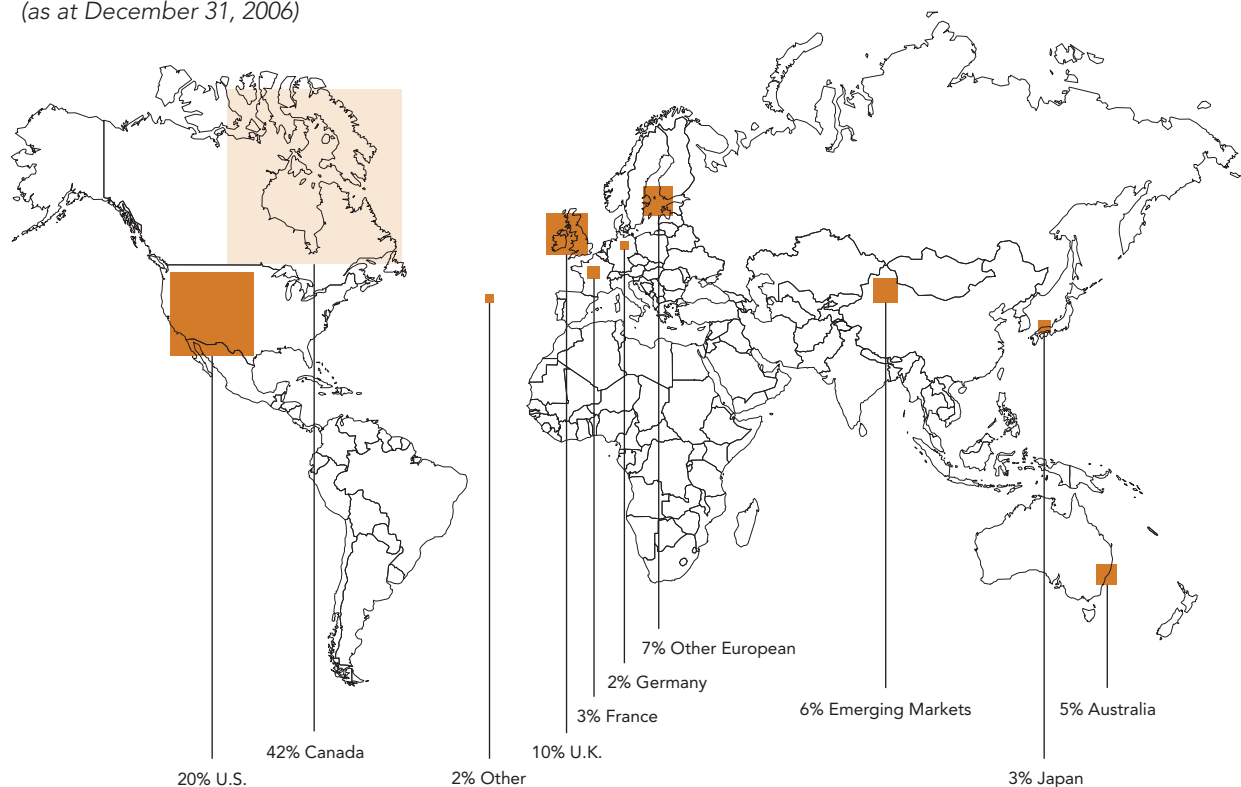 (as at December 31, 2006)
7% Other European
2% Germany
3% France
6% Emerging Markets
5% Australia
42% Canada
10% U.K.
20% U.S.
2% Other
3% Japan